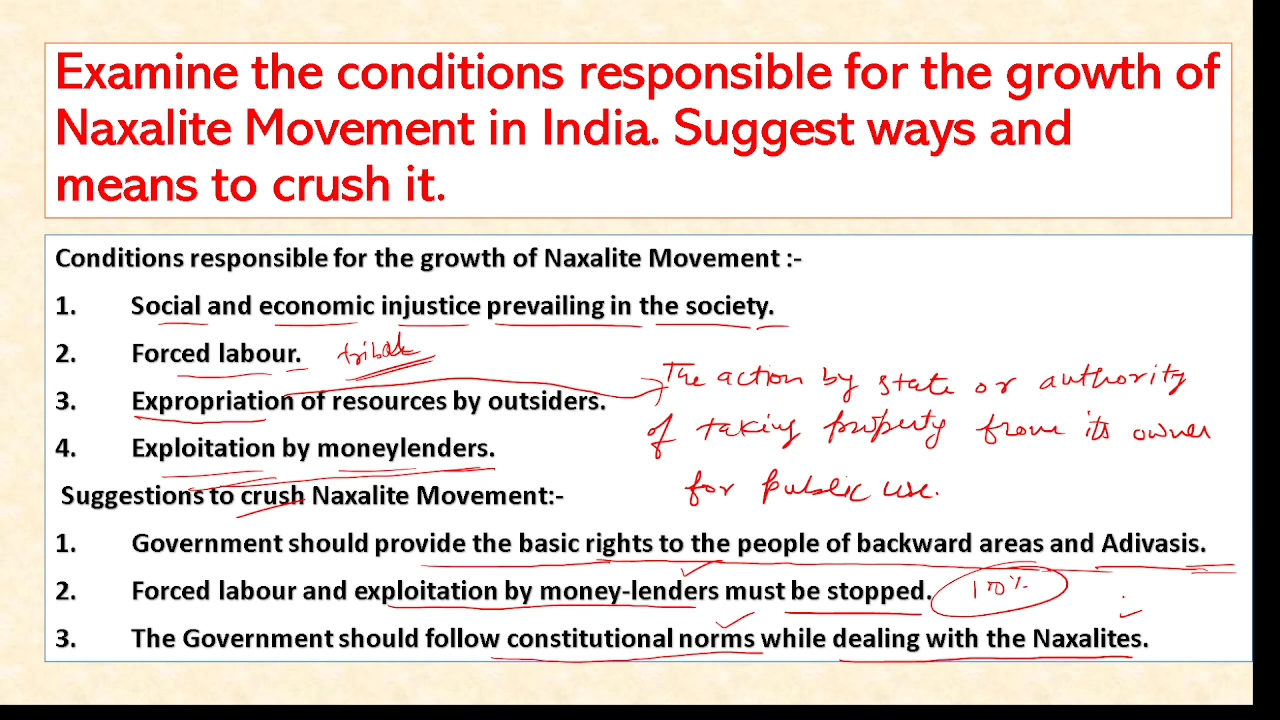 Examine the conditions responsible for the growth of
Naxalite Movement in India. Suggest ways and
means to crush it.
Conditions responsible for the growth of Naxalite Movement :-
1. Social and economic injustice prevailing in the society.
2. Forced labour. tribal
3. Expropriation of resources by outsiders.
The action by state or authority
of taking property from its owner
for public use.
4. Exploitation by moneylenders.
Suggestions to crush Naxalite Movement:-
1. Government should provide the basic rights to the people of backward areas and Adivasis.
2. Forced labour and exploitation by money-lenders must be stopped. 100%
3. The Government should follow constitutional norms while dealing with the Naxalites.